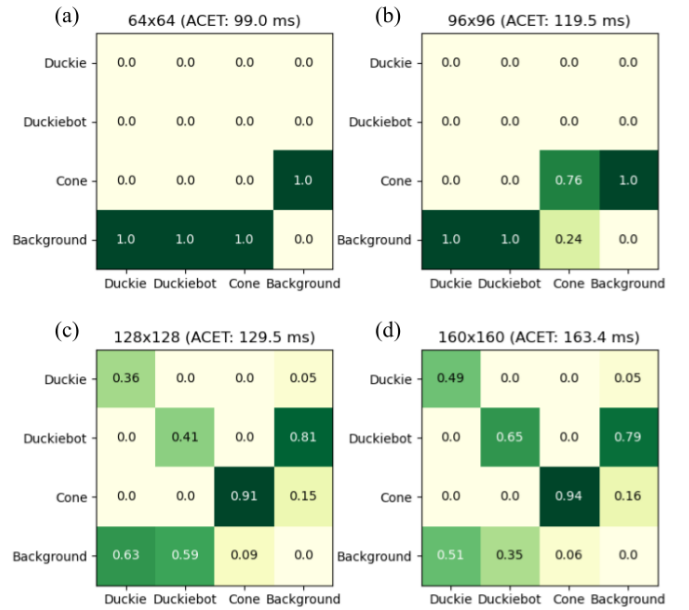 (a)
64x64 (ACET: 99.0 ms)
Duckie 0.0 0.0 0.0 0.0
Duckiebot 0.0 0.0 0.0 0.0
Cone 0.0 0.0 0.0 1.0
Background 1.0 1.0 1.0 0.0
Duckie Duckiebot Cone Background
(b)
96x96 (ACET: 119.5 ms)
Duckie 0.0 0.0 0.0 0.0
Duckiebot 0.0 0.0 0.0 0.0
Cone 0.0 0.0 0.76 1.0
Background 1.0 1.0 0.24 0.0
Duckie Duckiebot Cone Background
(c)
128x128 (ACET: 129.5 ms)
Duckie 0.36 0.0 0.0 0.05
Duckiebot 0.0 0.41 0.0 0.81
Cone 0.0 0.0 0.91 0.15
Background 0.63 0.59 0.09 0.0
Duckie Duckiebot Cone Background
(d)
160x160 (ACET: 163.4 ms)
Duckie 0.49 0.0 0.0 0.05
Duckiebot 0.0 0.65 0.0 0.79
Cone 0.0 0.0 0.94 0.16
Background 0.51 0.35 0.06 0.0
Duckie Duckiebot Cone Background